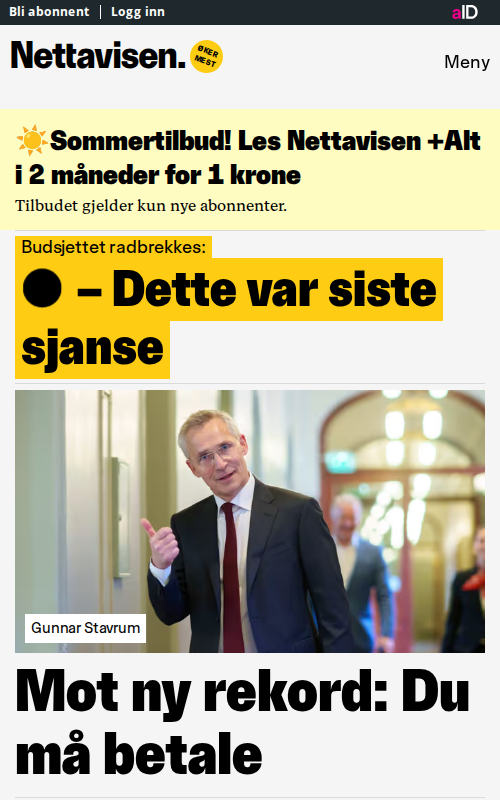 Bli abonnent | Logg inn
aID
Nettavisen.
ØKER
MEST
Meny
☀️Sommertilbud! Les Nettavisen +Alt
i 2 måneder for 1 krone
Tilbudet gjelder kun nye abonnenter.
Budsjettet radbrekkes:
⚫ – Dette var siste
sjanse
Gunnar Stavrum
Mot ny rekord: Du
må betale